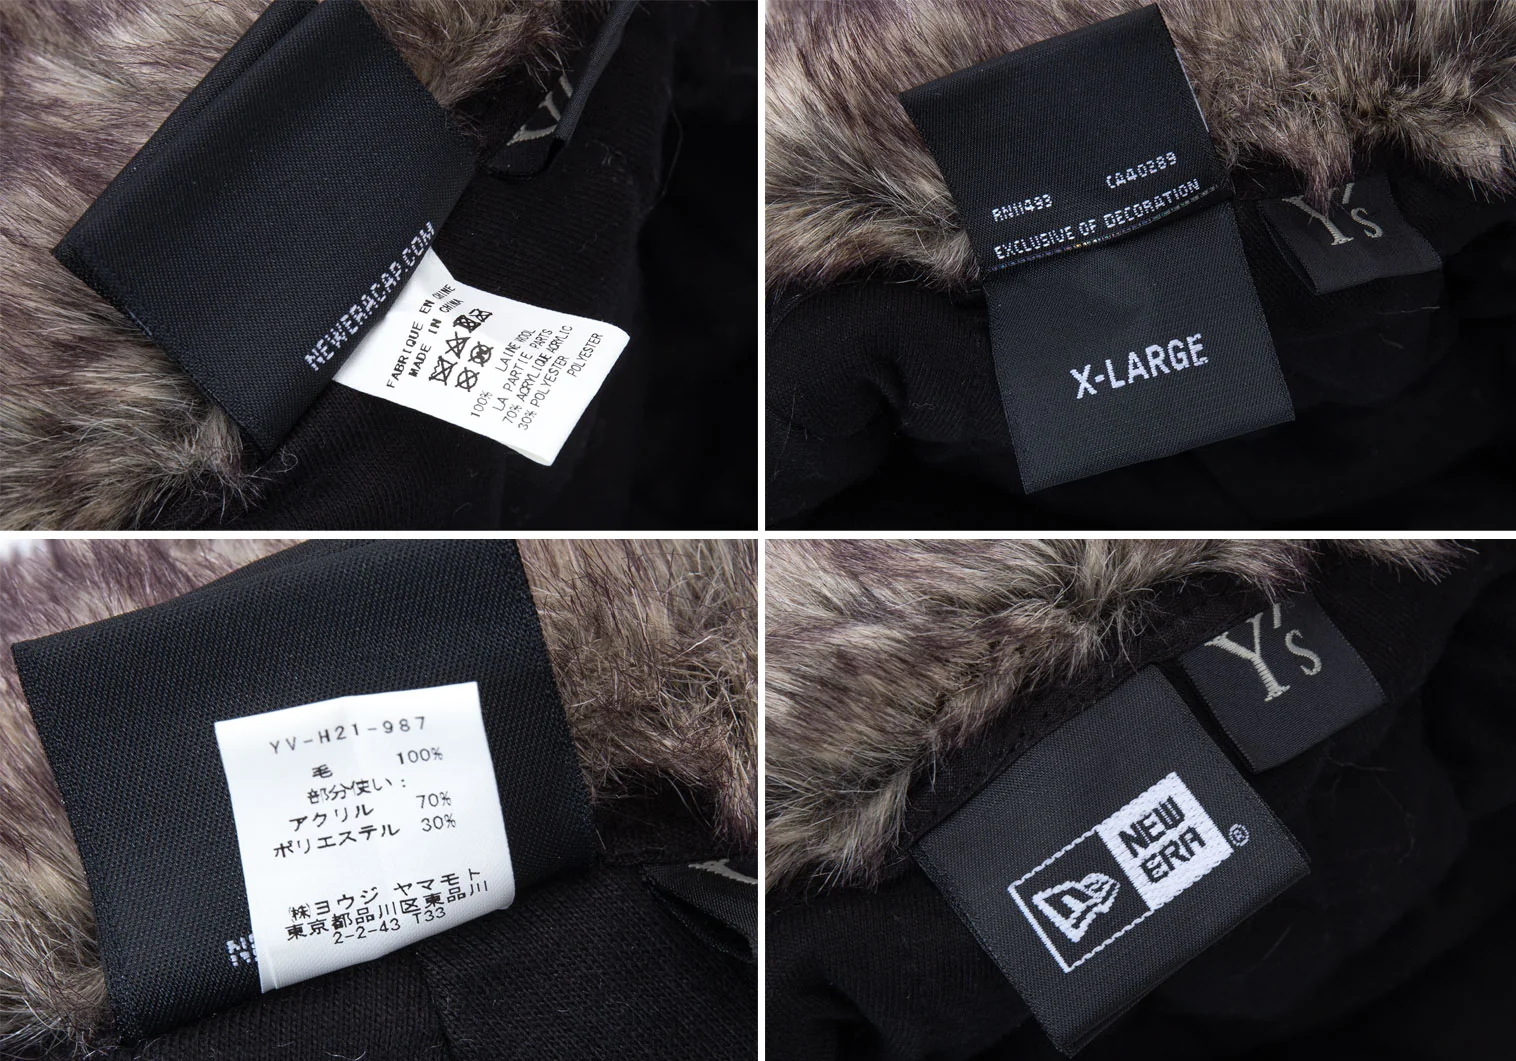 NEWERACAP.COM
FABRIQUE EN CHINE
MADE IN CHINA
100% LAINE WOOL
LA PARTIE PARTS
70% ACRYLIQUE ACRYLIC
30% POLYESTER POLYESTER
RN11493 CA40289
EXCLUSIVE OF DECORATION
X-LARGE
Y's
YV-H21-987
毛 100%
部分使い:
アクリル 70%
ポリエステル 30%
㈱ヨウジ ヤマモト
東京都品川区東品川
2-2-43 T33
NEW
ERA®
Y's